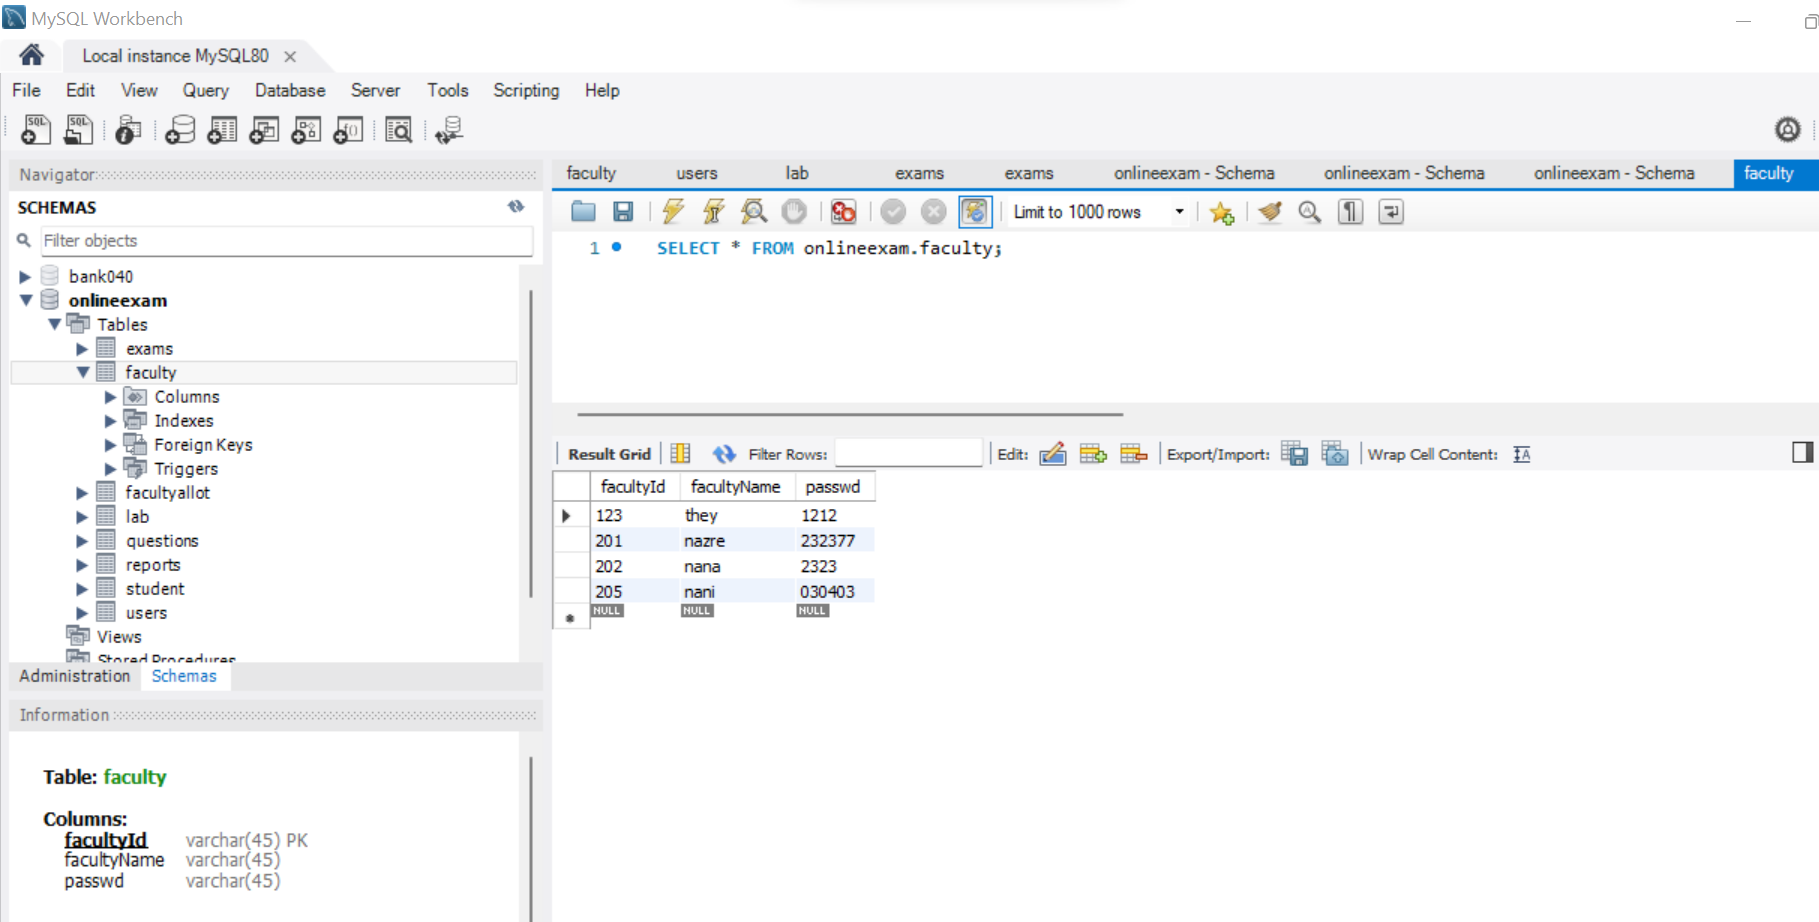 MySQL Workbench
Local instance MySQL80
File Edit View Query Database Server Tools Scripting Help
Navigator
SCHEMAS
Filter objects
bank040
onlineexam
Tables
exams
faculty
Columns
Indexes
Foreign Keys
Triggers
facultyallot
lab
questions
reports
student
users
Views
Stored Procedures
Administration Schemas
Information
Table: faculty
Columns:
facultyId varchar(45) PK
facultyName varchar(45)
passwd varchar(45)
faculty users lab exams exams onlineexam - Schema onlineexam - Schema onlineexam - Schema faculty
Limit to 1000 rows
1 SELECT * FROM onlineexam.faculty;
Result Grid Filter Rows: Edit: Export/Import: Wrap Cell Content:
facultyId facultyName passwd
123 they 1212
201 nazre 232377
202 nana 2323
205 nani 030403
NULL NULL NULL